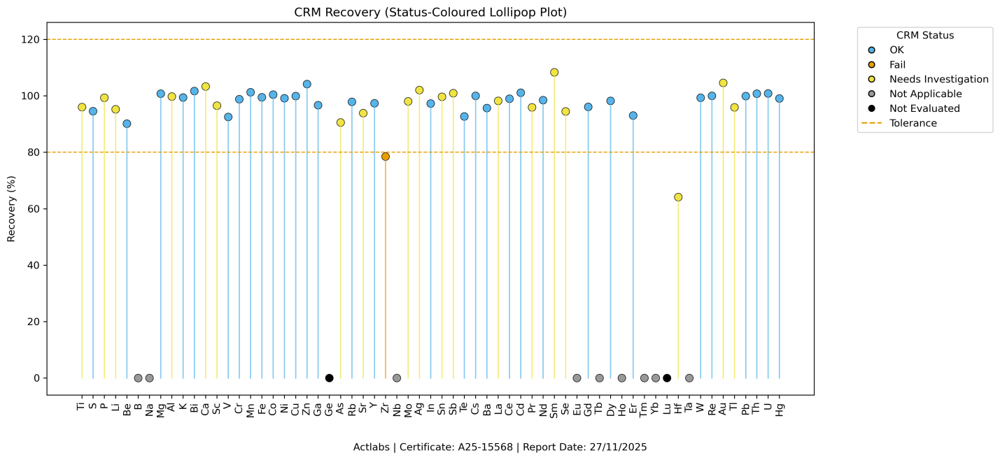 CRM Recovery (Status-Coloured Lollipop Plot)
CRM Status
OK
Fail
Needs Investigation
Not Applicable
Not Evaluated
Tolerance
Recovery (%)
120
100
80
60
40
20
0
Ti S P Li Be B Na Mg Al K Bi Ca Sc V Cr Mn Fe Co Ni Cu Zn Ga Ge As Rb Sr Y Zr Nb Mo Ag In Sn Sb Te Cs Ba La Ce Cd Pr Nd Sm Se Eu Gd Tb Dy Ho Er Tm Yb Lu Hf Ta W Re Au Tl Pb Th U Hg
Actlabs | Certificate: A25-15568 | Report Date: 27/11/2025